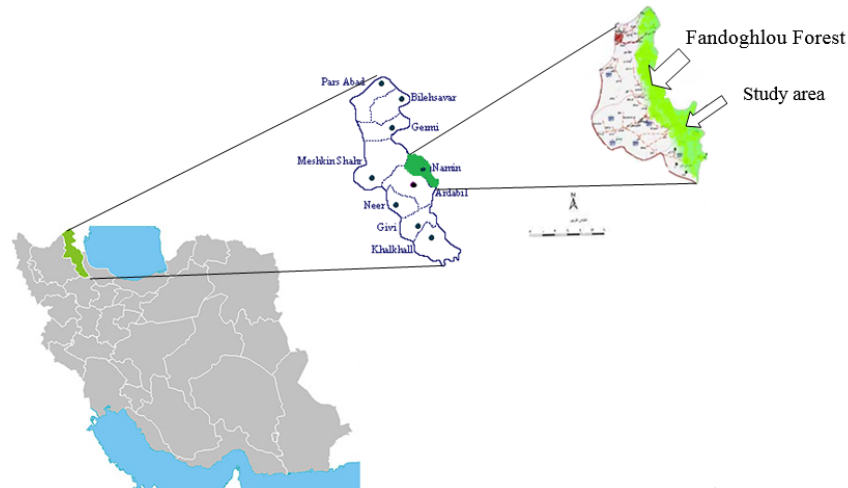 Fandoghlou Forest
Study area
Pars Abad
Bilehsavar
Germi
Meshkin Shahr
Namin
Ardabil
Neer
Givi
Khalkhall
N